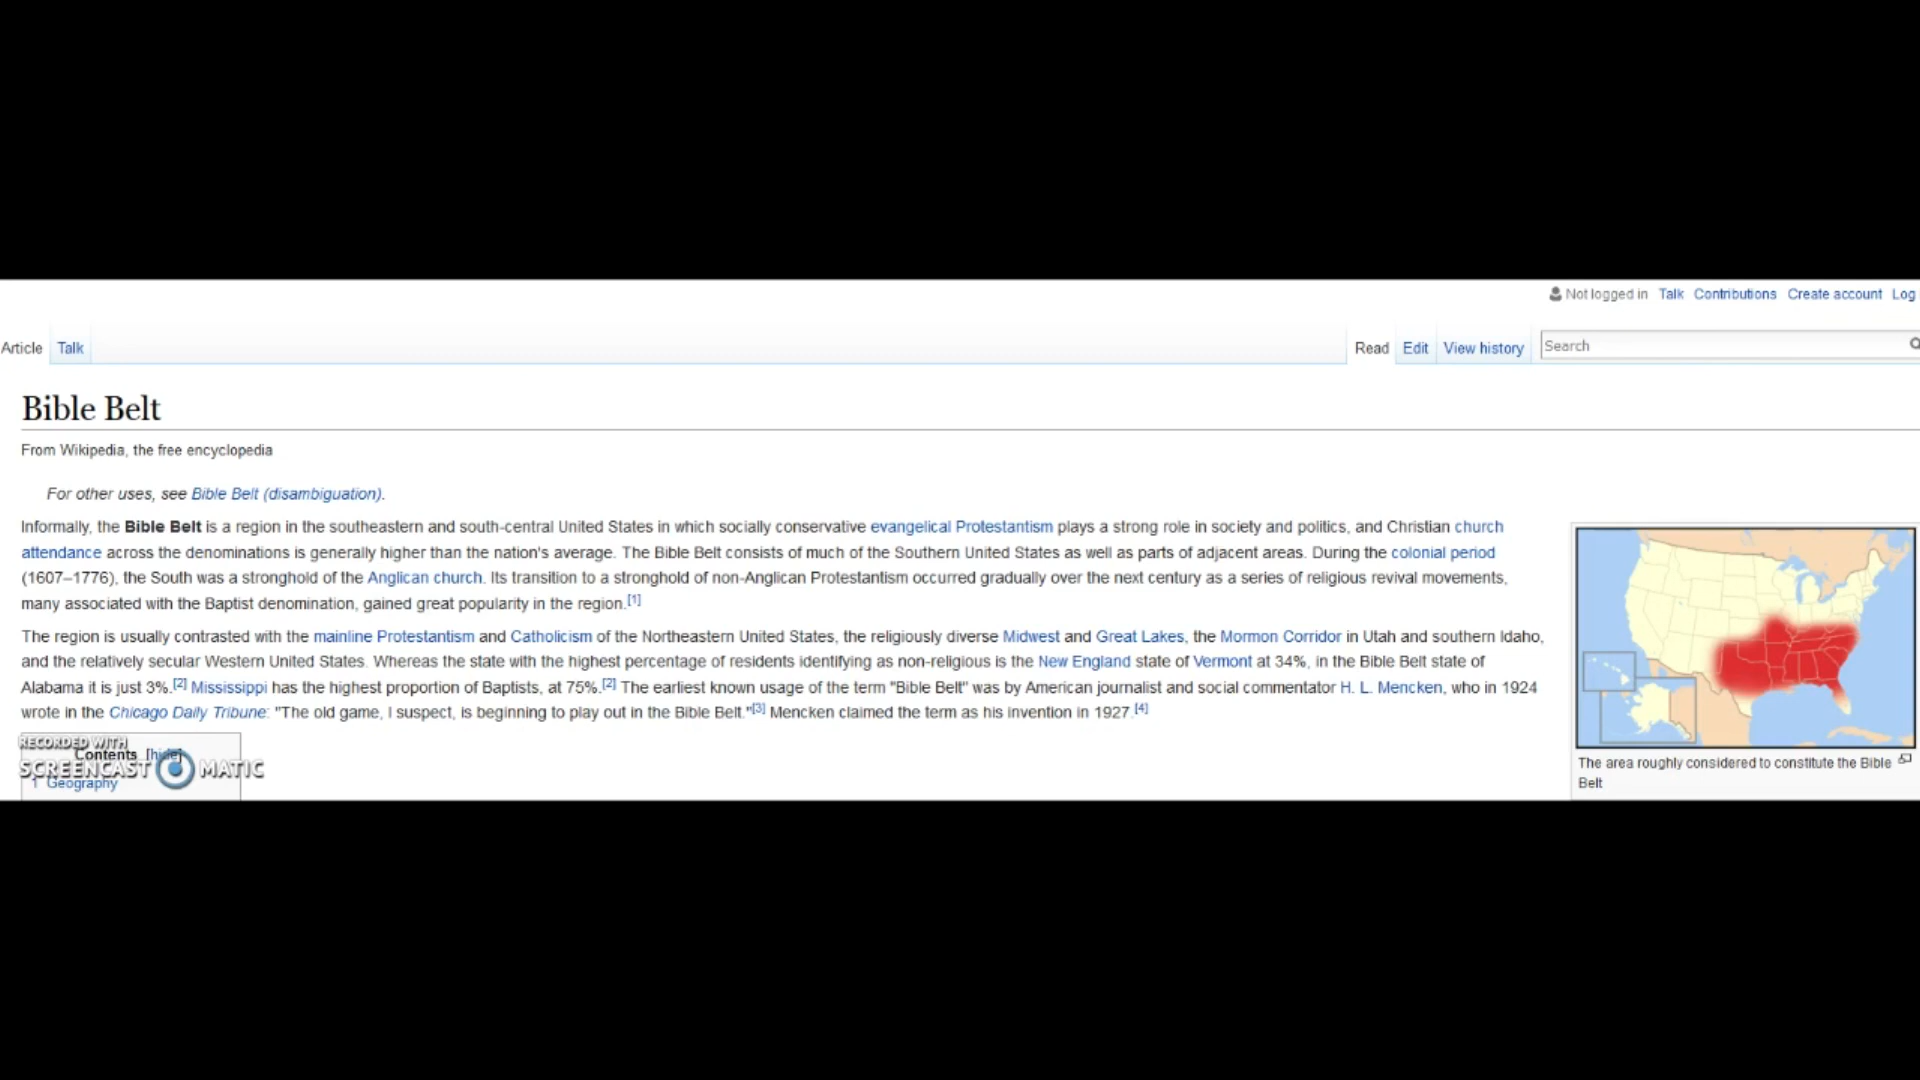 Not logged in Talk Contributions Create account Log
Article Talk Read Edit View history Search
Bible Belt
From Wikipedia, the free encyclopedia
For other uses, see Bible Belt (disambiguation).
Informally, the Bible Belt is a region in the southeastern and south-central United States in which socially conservative evangelical Protestantism plays a strong role in society and politics, and Christian church
attendance across the denominations is generally higher than the nation's average. The Bible Belt consists of much of the Southern United States as well as parts of adjacent areas. During the colonial period
(1607–1776), the South was a stronghold of the Anglican church. Its transition to a stronghold of non-Anglican Protestantism occurred gradually over the next century as a series of religious revival movements,
many associated with the Baptist denomination, gained great popularity in the region.[1]
The region is usually contrasted with the mainline Protestantism and Catholicism of the Northeastern United States, the religiously diverse Midwest and Great Lakes, the Mormon Corridor in Utah and southern Idaho,
and the relatively secular Western United States. Whereas the state with the highest percentage of residents identifying as non-religious is the New England state of Vermont at 34%, in the Bible Belt state of
Alabama it is just 3%.[2] Mississippi has the highest proportion of Baptists, at 75%.[2] The earliest known usage of the term "Bible Belt" was by American journalist and social commentator H. L. Mencken, who in 1924
wrote in the Chicago Daily Tribune: "The old game, I suspect, is beginning to play out in the Bible Belt."[3] Mencken claimed the term as his invention in 1927.[4]
The area roughly considered to constitute the Bible
Belt
RECORDED WITH
Contents [hide]
SCREENCAST MATIC
1 Geography